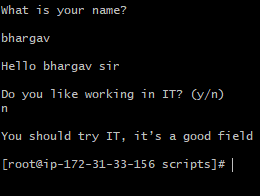 What is your name?
bhargav
Hello bhargav sir
Do you like working in IT? (y/n)
n
You should try IT, it's a good field
[root@ip-172-31-33-156 scripts]#